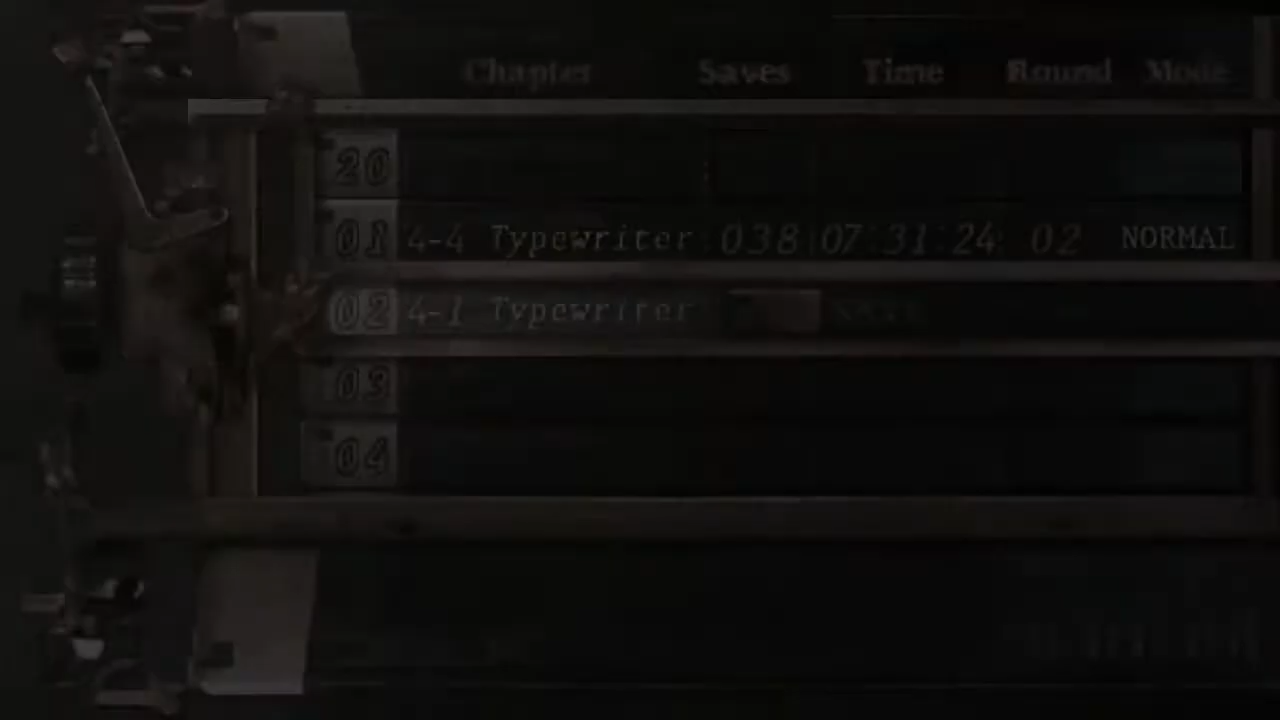 Chapter Saves Time Round Mode
20
01 4-4 Typewriter 038 07:31:24 02 NORMAL
02 4-1 Typewriter
03
04